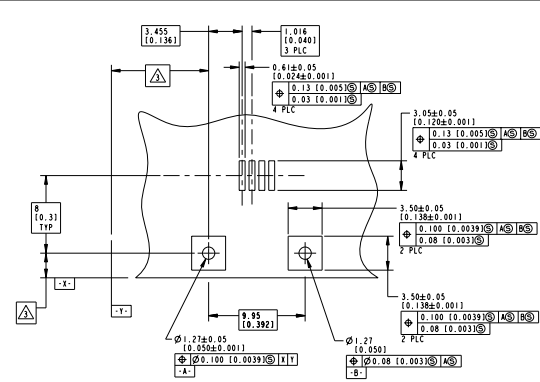 3.455
[0.136]
1.016
[0.040]
3 PLC
3
0.61±0.05
[0.024±0.001]
0.13 [0.005]Ⓢ AⓈ BⓈ
0.03 [0.001]Ⓢ
4 PLC
3.05±0.05
[0.120±0.001]
0.13 [0.005]Ⓢ AⓈ BⓈ
0.03 [0.001]Ⓢ
4 PLC
8
[0.3]
TYP
3.50±0.05
[0.138±0.001]
0.100 [0.0039]Ⓢ AⓈ BⓈ
0.08 [0.003]Ⓢ
2 PLC
-X-
3
-Y-
9.95
[0.392]
3.50±0.05
[0.138±0.001]
0.100 [0.0039]Ⓢ AⓈ BⓈ
0.08 [0.003]Ⓢ
2 PLC
Ø1.27±0.05
[0.050±0.001]
Ø0.100 [0.0039]Ⓢ X Y
-A-
Ø1.27
[0.050]
Ø0.08 [0.003]Ⓢ AⓈ
-B-